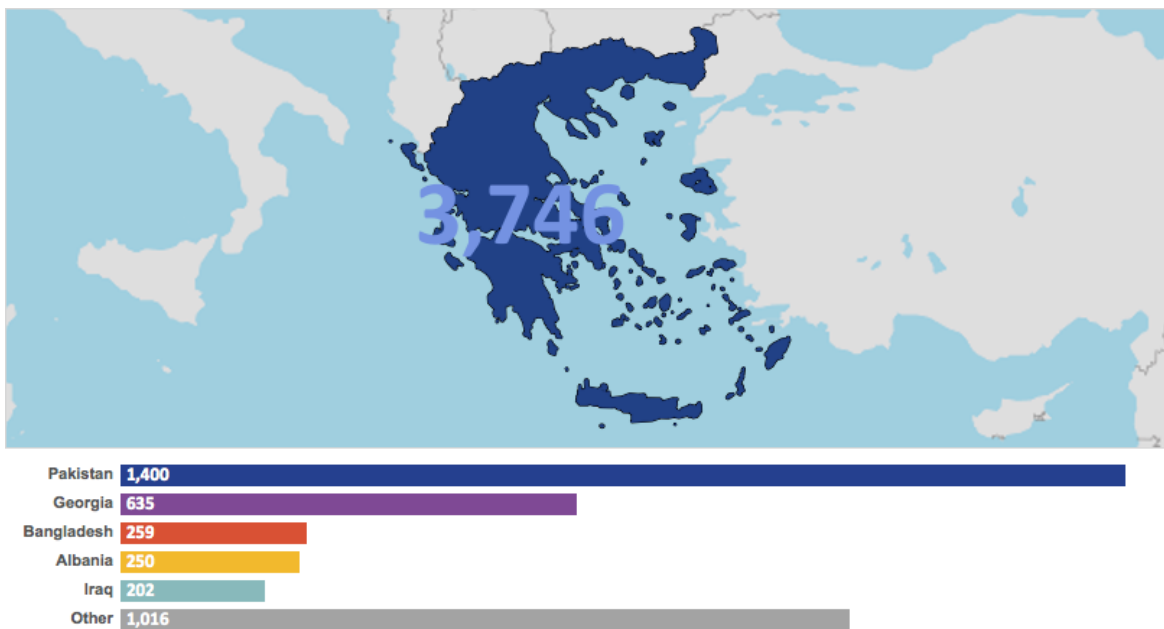 3,746
Pakistan 1,400
Georgia 635
Bangladesh 259
Albania 250
Iraq 202
Other 1,016